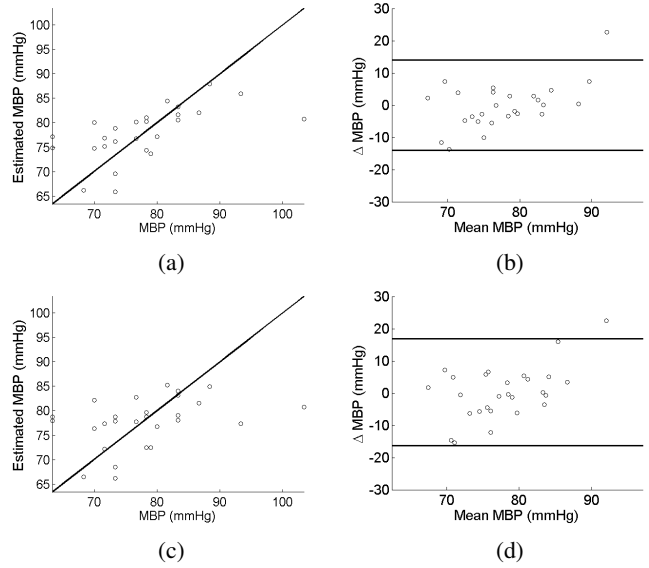 100
95
90
85
80
75
70
65
Estimated MBP (mmHg)
70 80 90 100
MBP (mmHg)
(a)
30
20
10
0
-10
-20
-30
Δ MBP (mmHg)
70 80 90
Mean MBP (mmHg)
(b)
100
95
90
85
80
75
70
65
Estimated MBP (mmHg)
70 80 90 100
MBP (mmHg)
(c)
30
20
10
0
-10
-20
-30
Δ MBP (mmHg)
70 80 90
Mean MBP (mmHg)
(d)